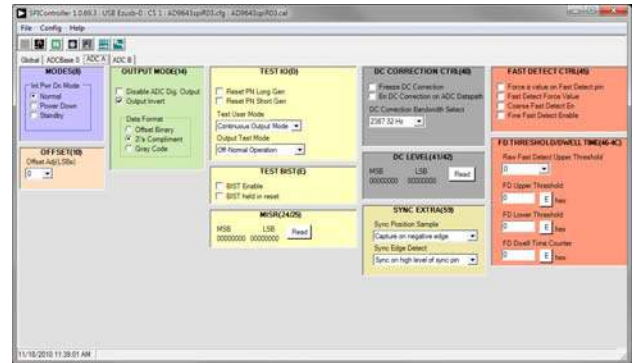 SPIController 1.0.69.3 : USB Ezusb-0 : CS 1 : AD9643spiR03.cfg : AD9643spiR03.cal
File Config Help
Global ADCBase 0 ADC A ADC B
MODES(8)
Int Pwr Dn Mode
Normal
Power Down
Standby
OFFSET(10)
Offset Adj(LSBs)
0
OUTPUT MODE(14)
Disable ADC Dig. Output
Output Invert
Data Format
Offset Binary
2's Compliment
Gray Code
TEST IO(D)
Reset PN Long Gen
Reset PN Short Gen
Test User Mode
Continuous Output Mode
Output Test Mode
Off-Normal Operation
TEST BIST(E)
BIST Enable
BIST held in reset
MISR(24/25)
MSB LSB
00000000 00000000 Read
DC CORRECTION CTRL(40)
Freeze DC Correction
En DC Correction on ADC Datapath
DC Correction Bandwidth Select
2387.32 Hz
DC LEVEL(41/42)
MSB LSB
00000000 00000000 Read
SYNC EXTRA(59)
Sync Position Sample
Capture on negative edge
Sync Edge Detect
Sync on high level of sync pin
FAST DETECT CTRL(45)
Force a value on Fast Detect pin
Fast Detect Force Value
Coarse Fast Detect En
Fine Fast Detect Enable
FD THRESHOLD/DWELL TIME(46-4C)
Raw Fast Detect Upper Threshold
0
FD Upper Threshold
0 E hex
FD Lower Threshold
0 E hex
FD Dwell Time Counter
0 E hex
11/18/2010 11:39:01 AM